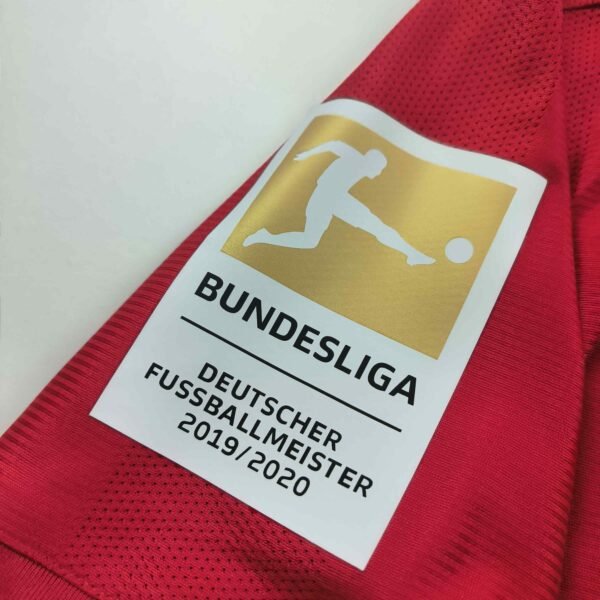 BUNDESLIGA
DEUTSCHER
FUSSBALLMEISTER
2019/2020